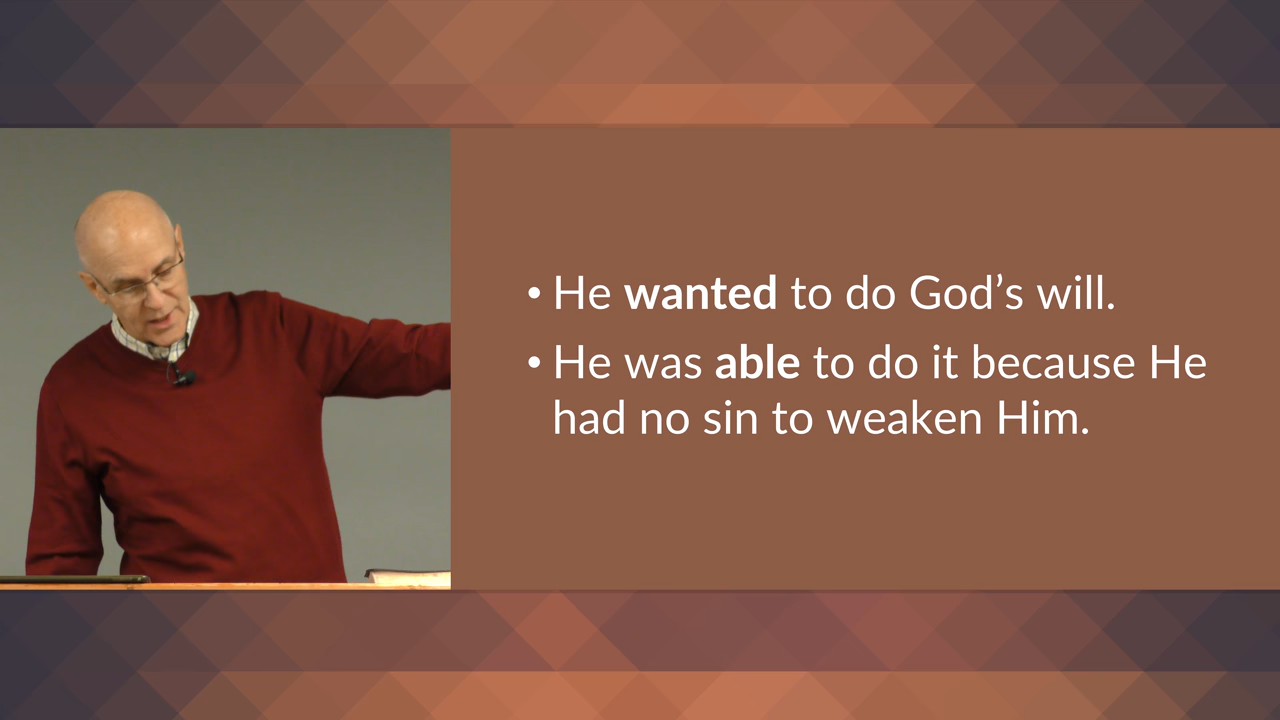 • He wanted to do God’s will.
• He was able to do it because He
had no sin to weaken Him.